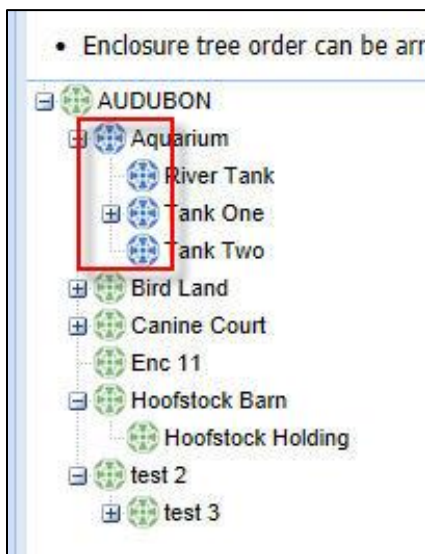 • Enclosure tree order can be arr
AUDUBON
Aquarium
River Tank
Tank One
Tank Two
Bird Land
Canine Court
Enc 11
Hoofstock Barn
Hoofstock Holding
test 2
test 3